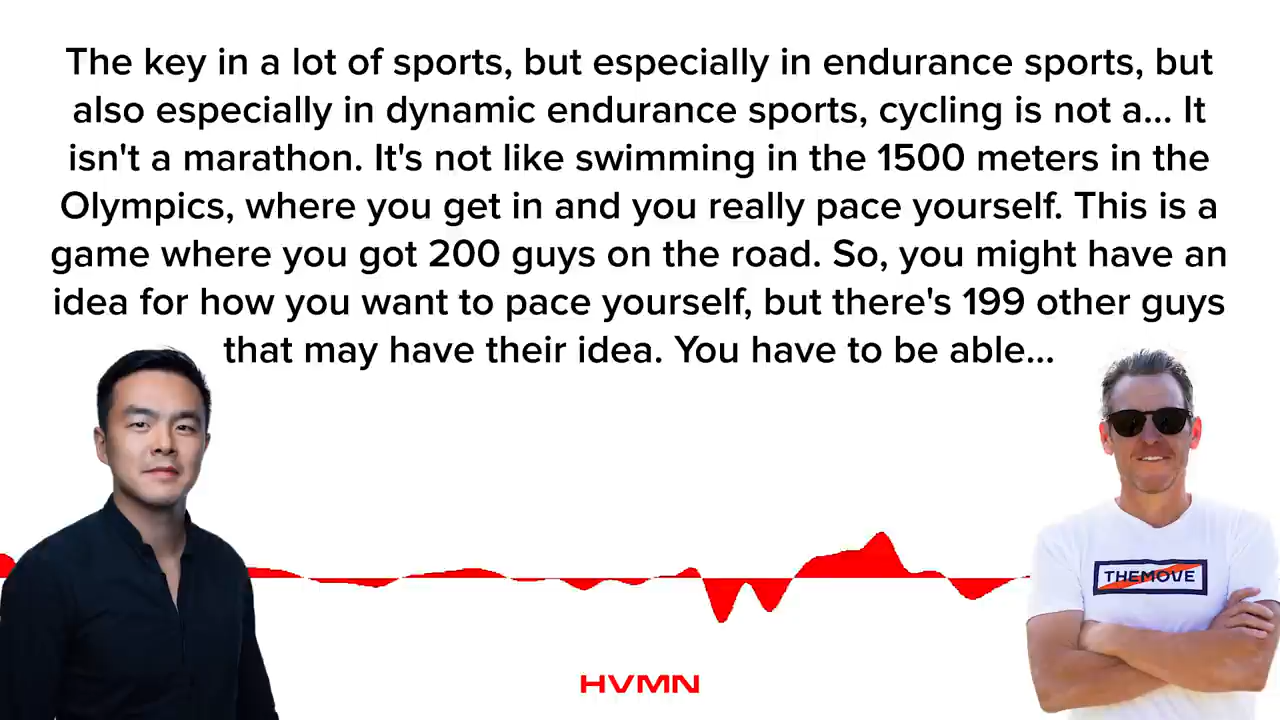 The key in a lot of sports, but especially in endurance sports, but
also especially in dynamic endurance sports, cycling is not a... It
isn't a marathon. It's not like swimming in the 1500 meters in the
Olympics, where you get in and you really pace yourself. This is a
game where you got 200 guys on the road. So, you might have an
idea for how you want to pace yourself, but there's 199 other guys
that may have their idea. You have to be able...
THEMOVE
HVMN